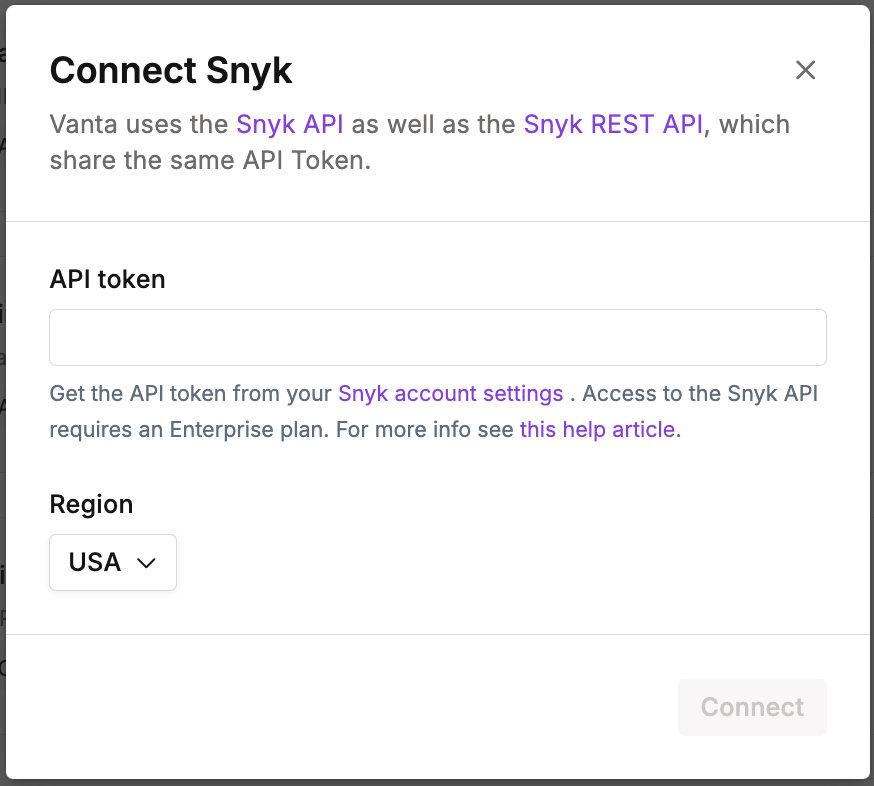 Connect Snyk
Vanta uses the Snyk API as well as the Snyk REST API, which
share the same API Token.
API token
Get the API token from your Snyk account settings . Access to the Snyk API
requires an Enterprise plan. For more info see this help article.
Region
USA
Connect